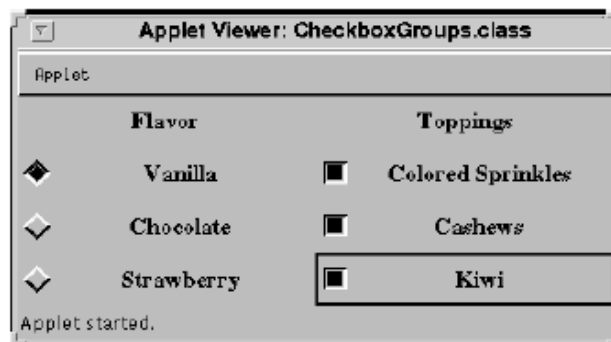 Applet Viewer: CheckboxGroups.class
Applet
Flavor Toppings
Vanilla Colored Sprinkles
Chocolate Cashews
Strawberry Kiwi
Applet started.